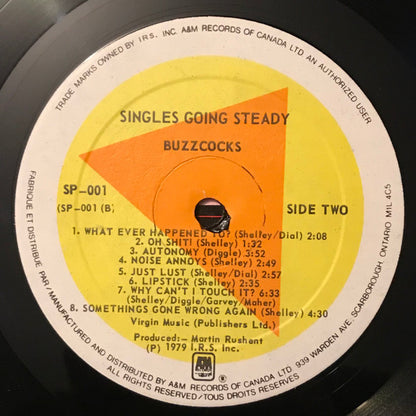 TRADE MARKS OWNED BY I.R.S. INC. A&M RECORDS OF CANADA LTD AN AUTHORIZED USER
SINGLES GOING STEADY
BUZZCOCKS
SP-001
(SP-001 (B)
SIDE TWO
1. WHAT EVER HAPPENED TO? (Shelley/Dial) 2:08
2. OH SHIT! (Shelley) 1:32
3. AUTONOMY (Diggle) 3:52
4. NOISE ANNOYS (Shelley) 2:49
5. JUST LUST (Shelley/Dial) 2:57
6. LIPSTICK (Shelley) 2:35
7. WHY CAN'T I TOUCH IT? 6:33
(Shelley/Diggle/Garvey/Maher)
8. SOMETHINGS GONE WRONG AGAIN (Shelley) 4:30
Virgin Music (Publishers Ltd.)
Produced:- Martin Rushent
(P) 1979 I.R.S. Inc.
A&M
RECORDS
FABRIQUE ET DISTRIBUE PAR/MANUFACTURED AND DISTRIBUTED BY A&M RECORDS OF CANADA LTD. 939 WARDEN AVE, SCARBOROUGH, ONTARIO M1L 4C5
ALL RIGHTS RESERVED/TOUS DROITS RESERVES